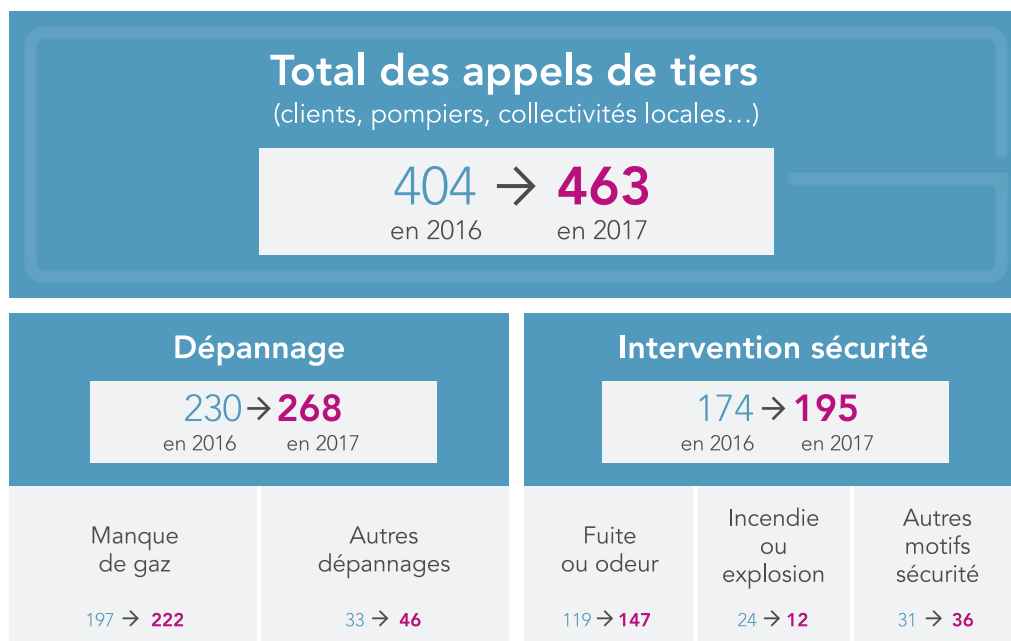 Total des appels de tiers
(clients, pompiers, collectivités locales…)
404 → 463
en 2016 en 2017
Dépannage
230 → 268
en 2016 en 2017
Manque
de gaz
197 → 222
Autres
dépannages
33 → 46
Intervention sécurité
174 → 195
en 2016 en 2017
Fuite
ou odeur
119 → 147
Incendie
ou
explosion
24 → 12
Autres
motifs
sécurité
31 → 36